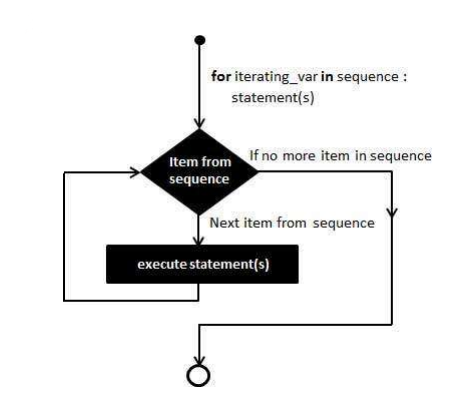 for iterating_var in sequence :
statement(s)
If no more item in sequence
Item from
sequence
Next item from sequence
execute statement(s)